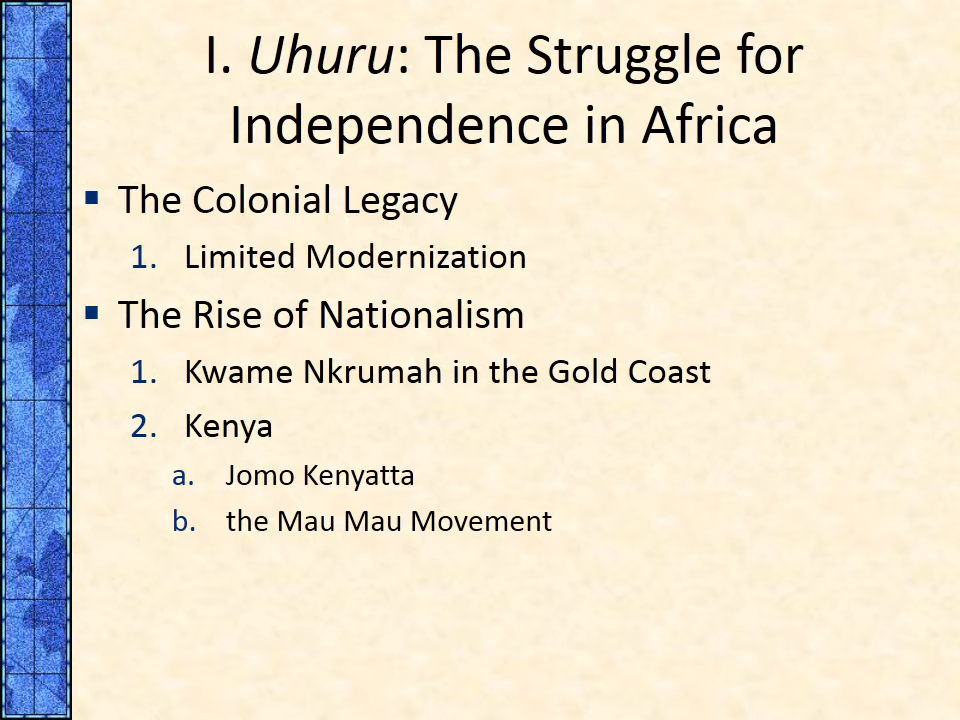 I. Uhuru: The Struggle for
Independence in Africa
▪ The Colonial Legacy
1. Limited Modernization
▪ The Rise of Nationalism
1. Kwame Nkrumah in the Gold Coast
2. Kenya
a. Jomo Kenyatta
b. the Mau Mau Movement